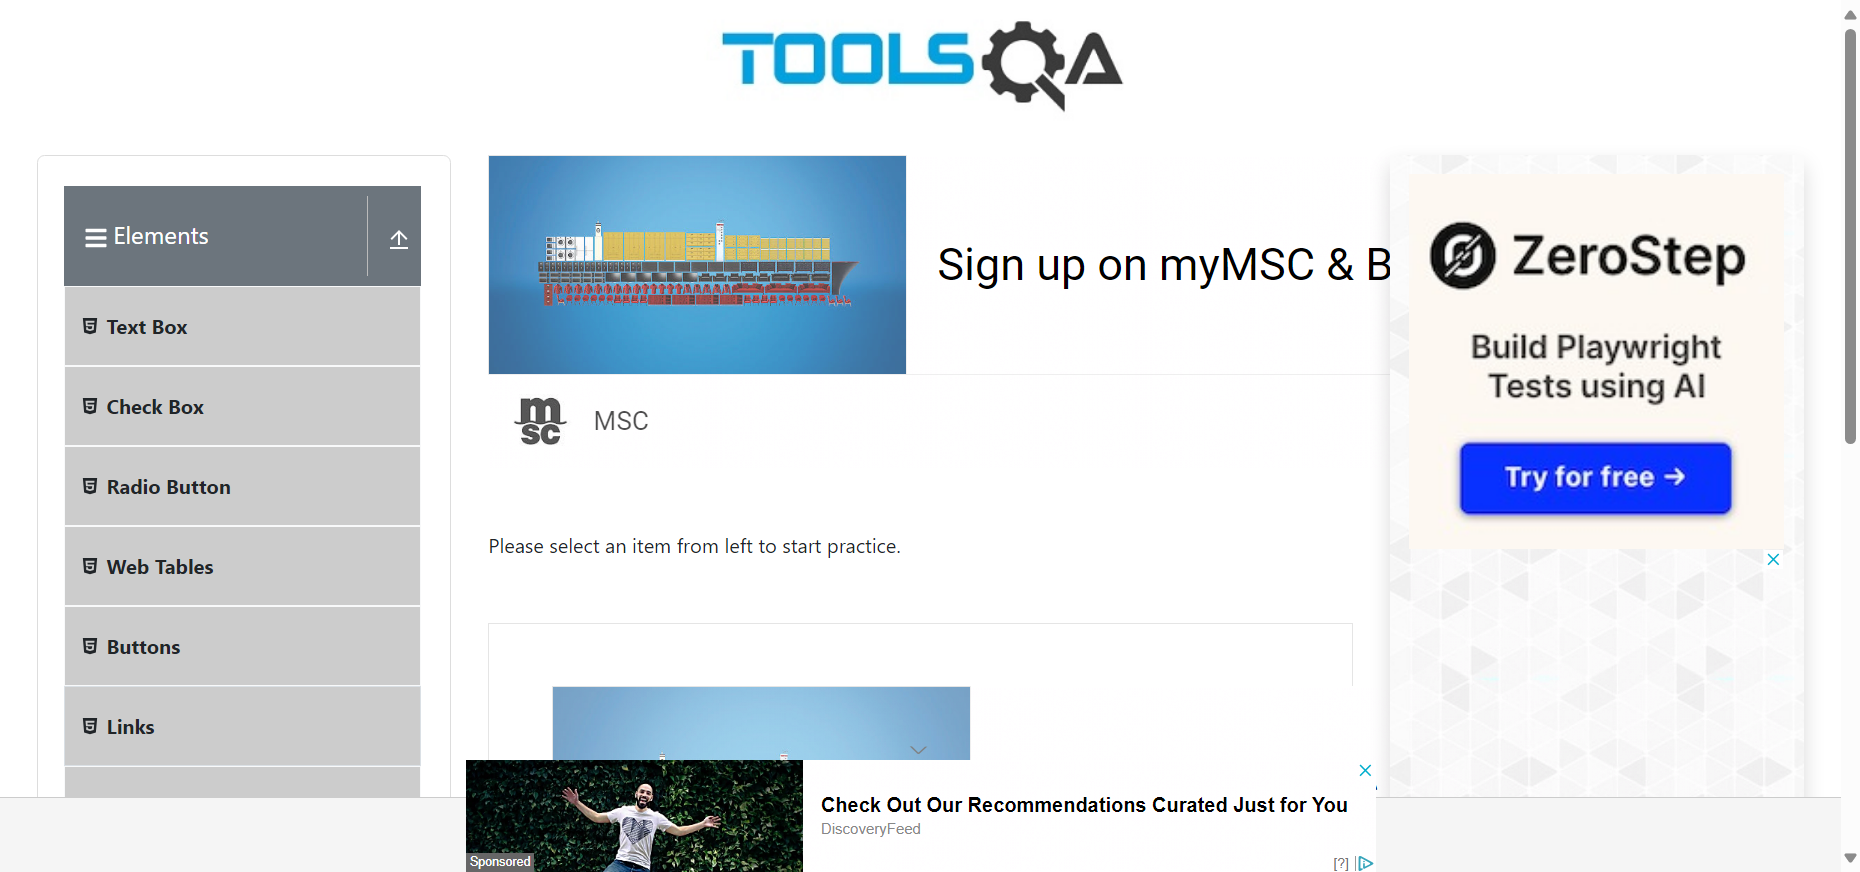 TOOLSQA
Elements
Text Box
Check Box
Radio Button
Web Tables
Buttons
Links
Sign up on myMSC & B
msc
MSC
Please select an item from left to start practice.
ZeroStep
Build Playwright
Tests using AI
Try for free →
Check Out Our Recommendations Curated Just for You
DiscoveryFeed
Sponsored
[?]